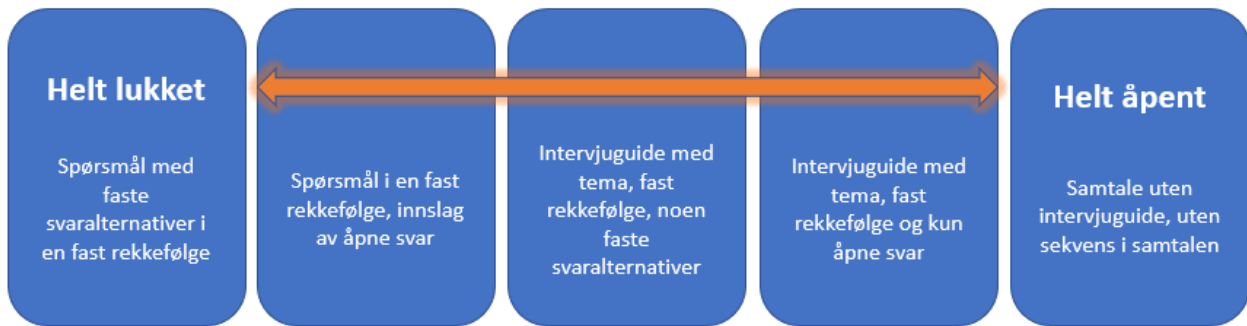 Helt lukket
Spørsmål med
faste
svaralternativer i
en fast rekkefølge
Spørsmål i en fast
rekkefølge, innslag
av åpne svar
Intervjuguide med
tema, fast
rekkefølge, noen
faste
svaralternativer
Intervjuguide med
tema, fast
rekkefølge og kun
åpne svar
Helt åpent
Samtale uten
intervjuguide, uten
sekvens i samtalen